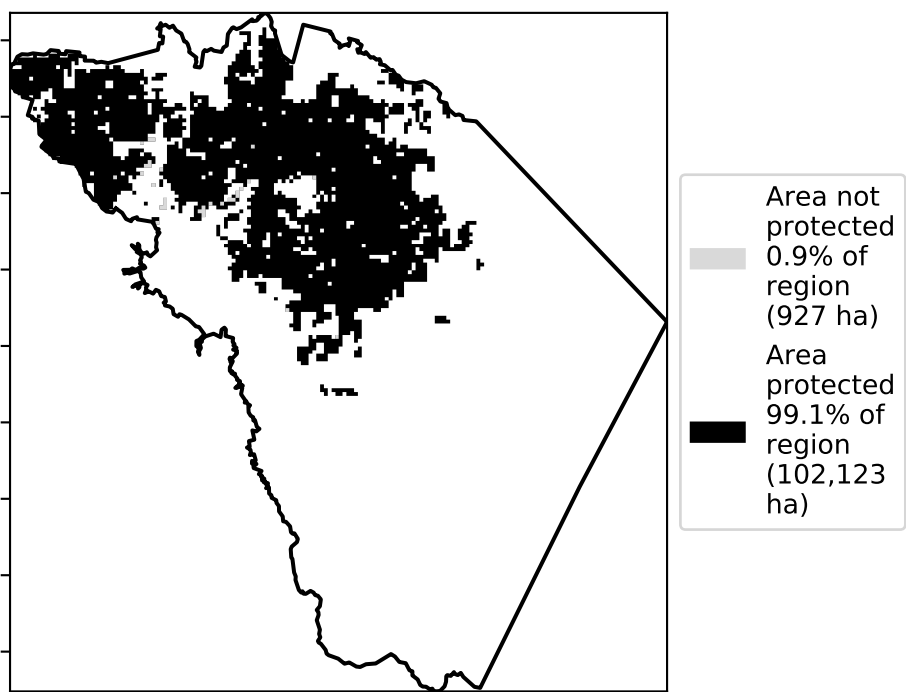 Area not
protected
0.9% of
region
(927 ha)
Area
protected
99.1% of
region
(102,123
ha)